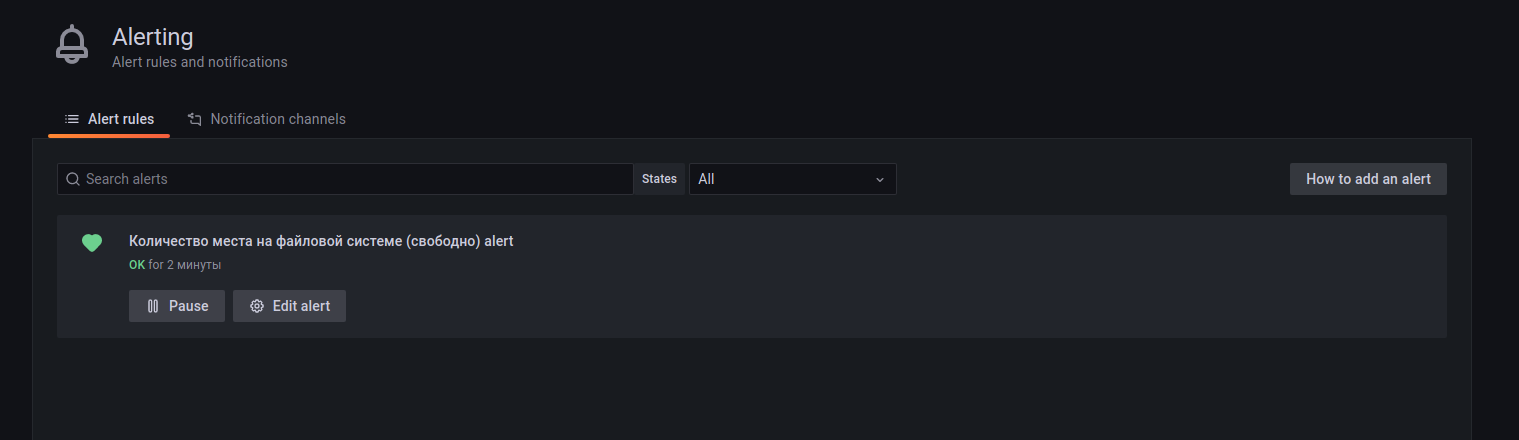 Alerting
Alert rules and notifications
Alert rules Notification channels
Search alerts States All How to add an alert
Количество места на файловой системе (свободно) alert
OK for 2 минуты
Pause Edit alert